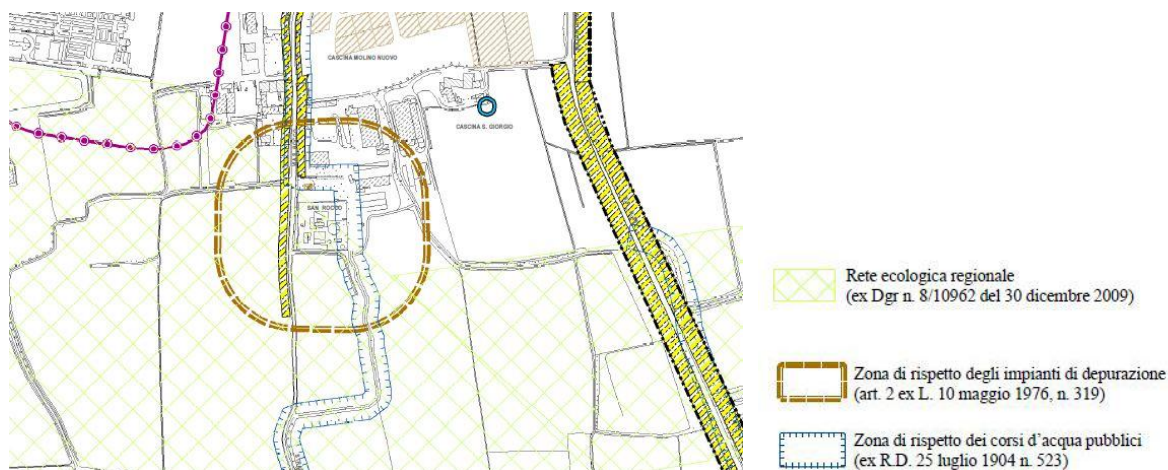 CASCINA MOLINO NUOVO
CASCINA S. GIORGIO
SAN ROCCO
Rete ecologica regionale
(ex Dgr n. 8/10962 del 30 dicembre 2009)
Zona di rispetto degli impianti di depurazione
(art. 2 ex L. 10 maggio 1976, n. 319)
Zona di rispetto dei corsi d'acqua pubblici
(ex R.D. 25 luglio 1904 n. 523)